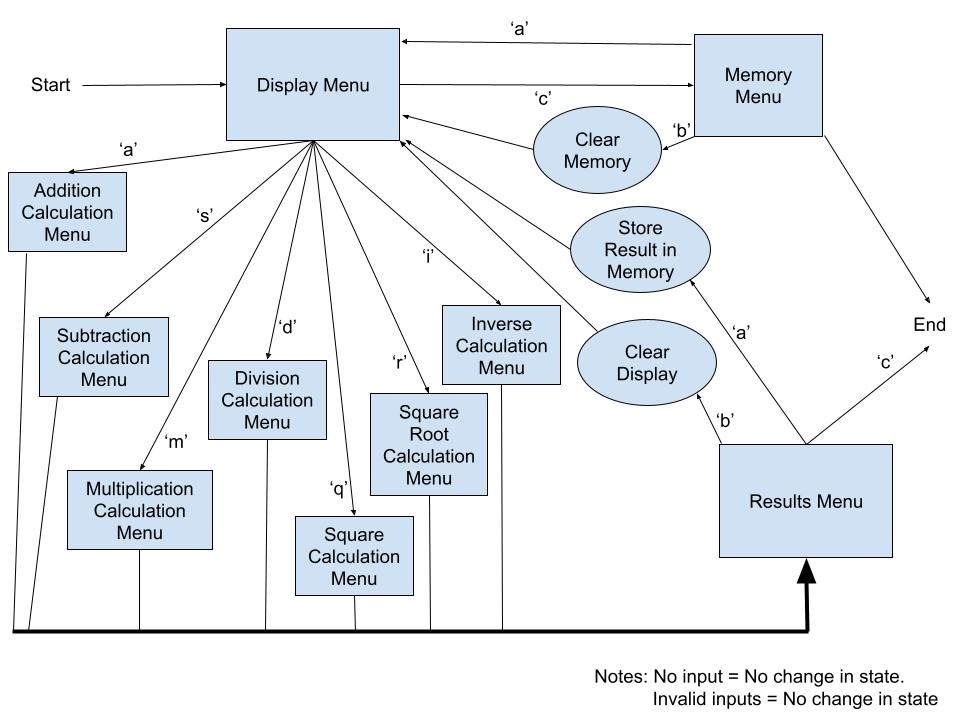 ‘a’
Start
Display Menu
Memory
Menu
‘c’
Clear
Memory
‘b’
‘a’
Addition
Calculation
Menu
‘s’
Store
Result in
Memory
‘i’
Subtraction
Calculation
Menu
‘d’
Inverse
Calculation
Menu
End
‘a’
‘r’
Clear
Display
‘c’
Division
Calculation
Menu
‘b’
Square
Root
Calculation
Menu
‘m’
Multiplication
Calculation
Menu
‘q’
Results Menu
Square
Calculation
Menu
Notes: No input = No change in state.
Invalid inputs = No change in state